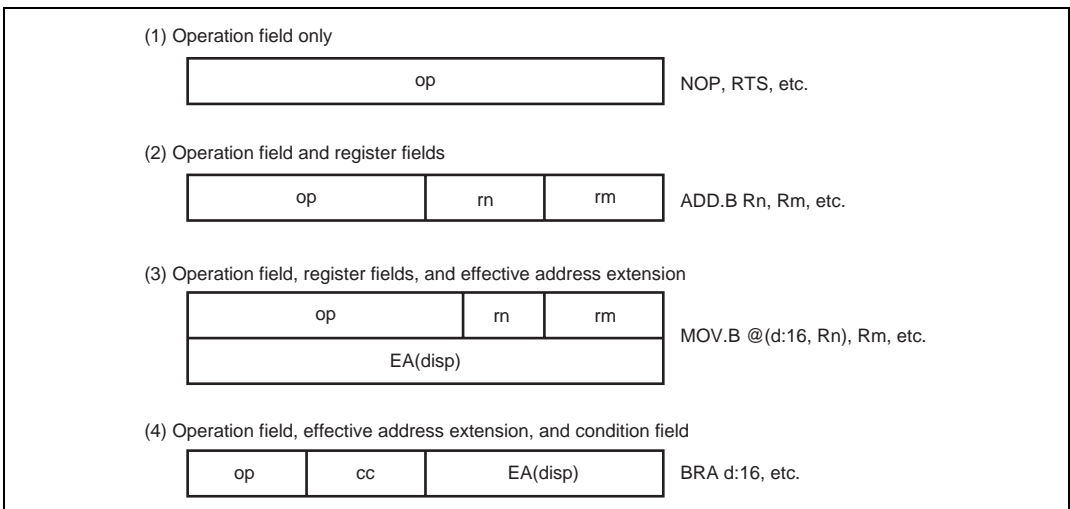 (1) Operation field only
op
NOP, RTS, etc.
(2) Operation field and register fields
op rn rm
ADD.B Rn, Rm, etc.
(3) Operation field, register fields, and effective address extension
op rn rm
EA(disp)
MOV.B @(d:16, Rn), Rm, etc.
(4) Operation field, effective address extension, and condition field
op cc EA(disp)
BRA d:16, etc.